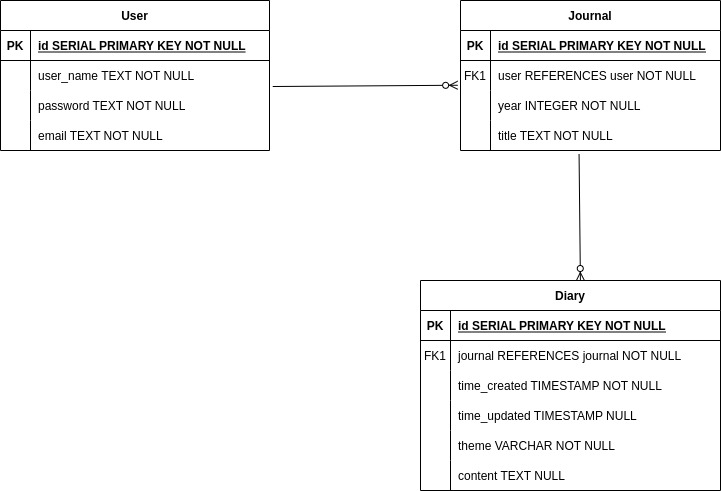 User
PK id SERIAL PRIMARY KEY NOT NULL
user_name TEXT NOT NULL
password TEXT NOT NULL
email TEXT NOT NULL
Journal
PK id SERIAL PRIMARY KEY NOT NULL
FK1 user REFERENCES user NOT NULL
year INTEGER NOT NULL
title TEXT NOT NULL
Diary
PK id SERIAL PRIMARY KEY NOT NULL
FK1 journal REFERENCES journal NOT NULL
time_created TIMESTAMP NOT NULL
time_updated TIMESTAMP NULL
theme VARCHAR NOT NULL
content TEXT NULL